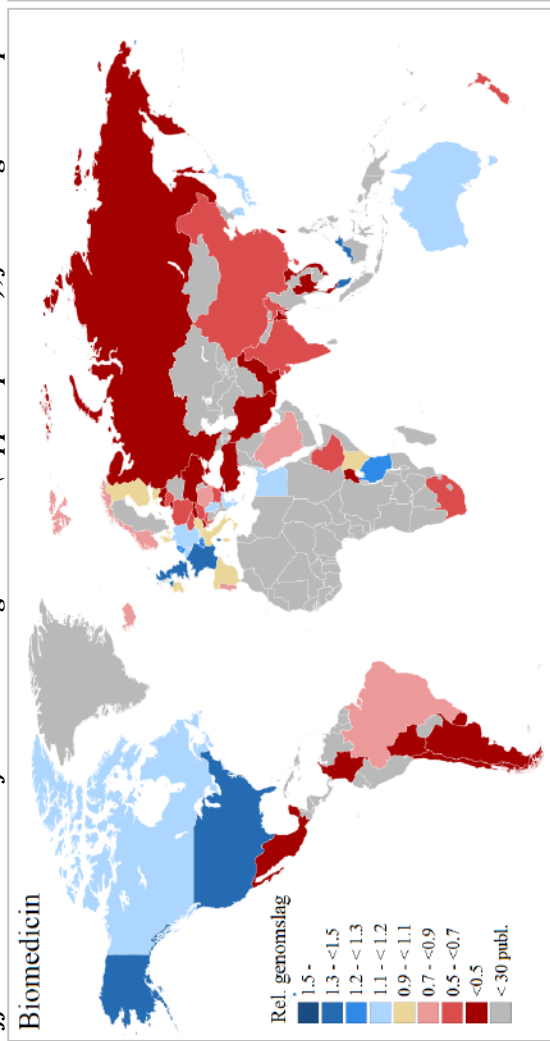 Biomedicin
Rel. genomslag
1.5 -
1.3 - <1.5
1.2 - <1.3
1.1 - < 1.2
0.9 - < 1.1
0.7 - <0.9
0.5 - <0.7
<0.5
< 30 publ.